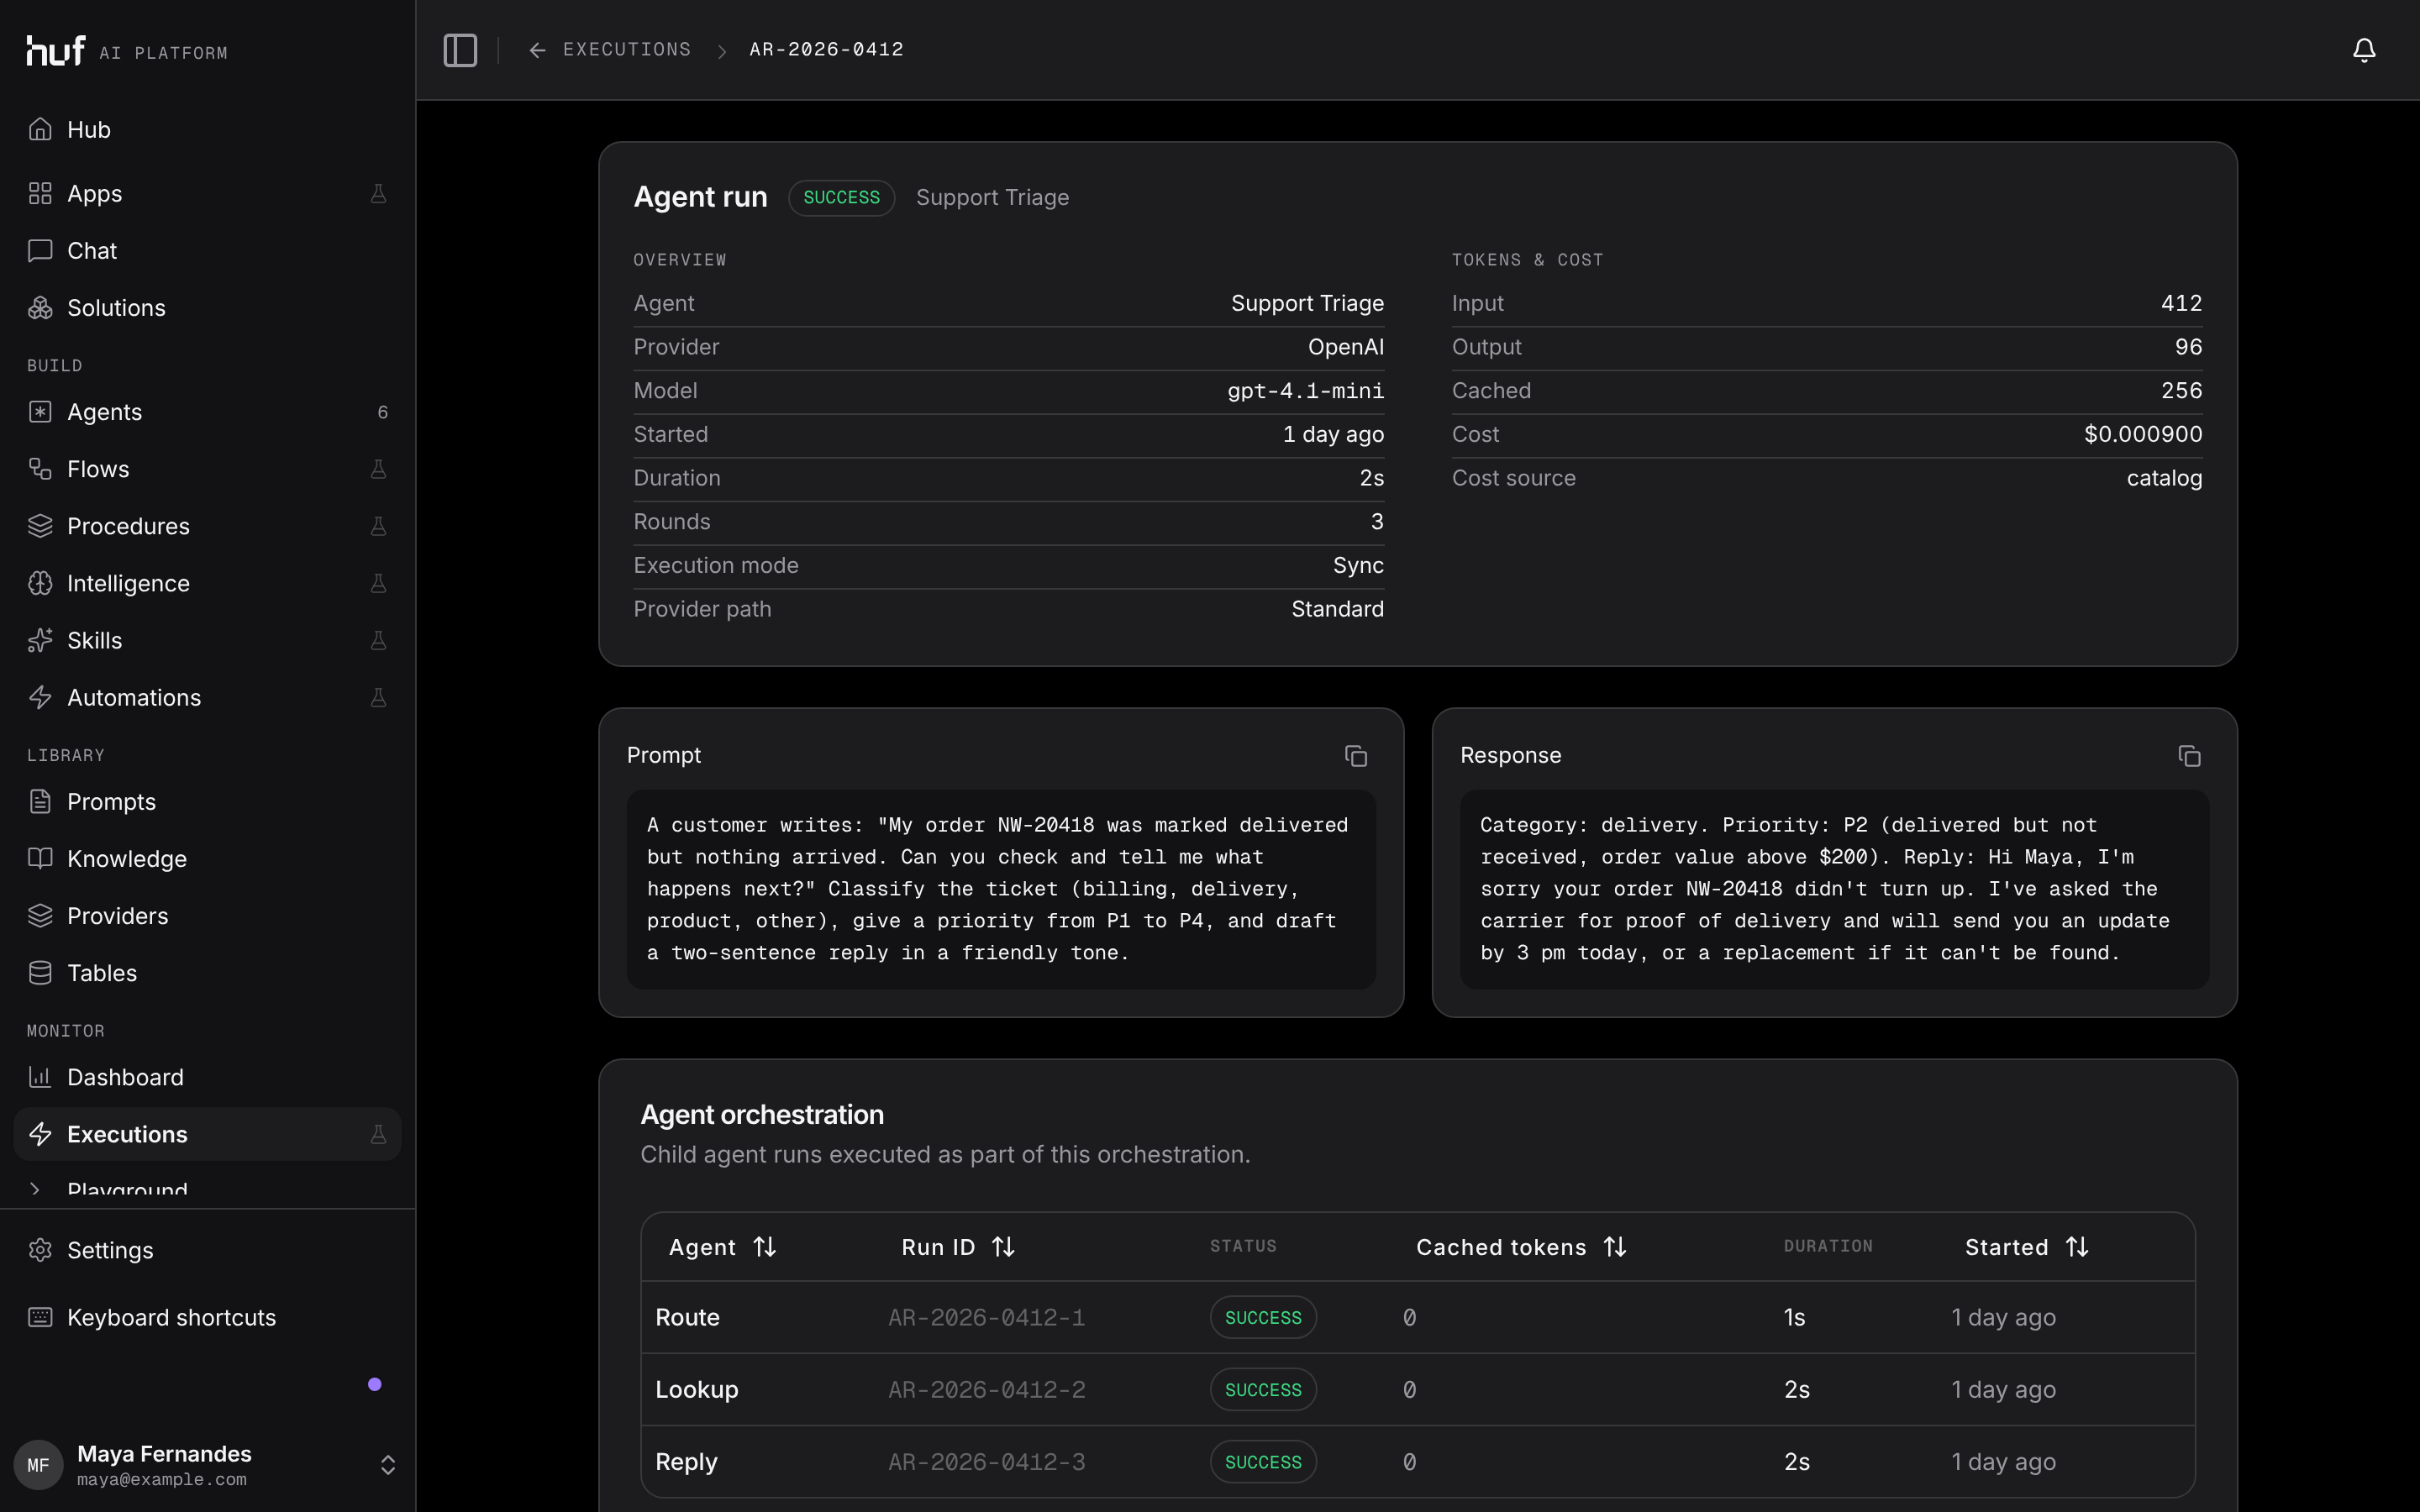 huf AI PLATFORM
Hub
Apps
Chat
Solutions
BUILD
Agents 6
Flows
Procedures
Intelligence
Skills
Automations
LIBRARY
Prompts
Knowledge
Providers
Tables
MONITOR
Dashboard
Executions
Playground
Settings
Keyboard shortcuts
MF
Maya Fernandes
maya@example.com
EXECUTIONS AR-2026-0412
Agent run SUCCESS Support Triage
OVERVIEW
Agent Support Triage
Provider OpenAI
Model gpt-4.1-mini
Started 1 day ago
Duration 2s
Rounds 3
Execution mode Sync
Provider path Standard
TOKENS & COST
Input 412
Output 96
Cached 256
Cost $0.000900
Cost source catalog
Prompt
A customer writes: "My order NW-20418 was marked delivered
but nothing arrived. Can you check and tell me what
happens next?" Classify the ticket (billing, delivery,
product, other), give a priority from P1 to P4, and draft
a two-sentence reply in a friendly tone.
Response
Category: delivery. Priority: P2 (delivered but not
received, order value above $200). Reply: Hi Maya, I'm
sorry your order NW-20418 didn't turn up. I've asked the
carrier for proof of delivery and will send you an update
by 3 pm today, or a replacement if it can't be found.
Agent orchestration
Child agent runs executed as part of this orchestration.
Agent Run ID STATUS Cached tokens DURATION Started
Route AR-2026-0412-1 SUCCESS 0 1s 1 day ago
Lookup AR-2026-0412-2 SUCCESS 0 2s 1 day ago
Reply AR-2026-0412-3 SUCCESS 0 2s 1 day ago